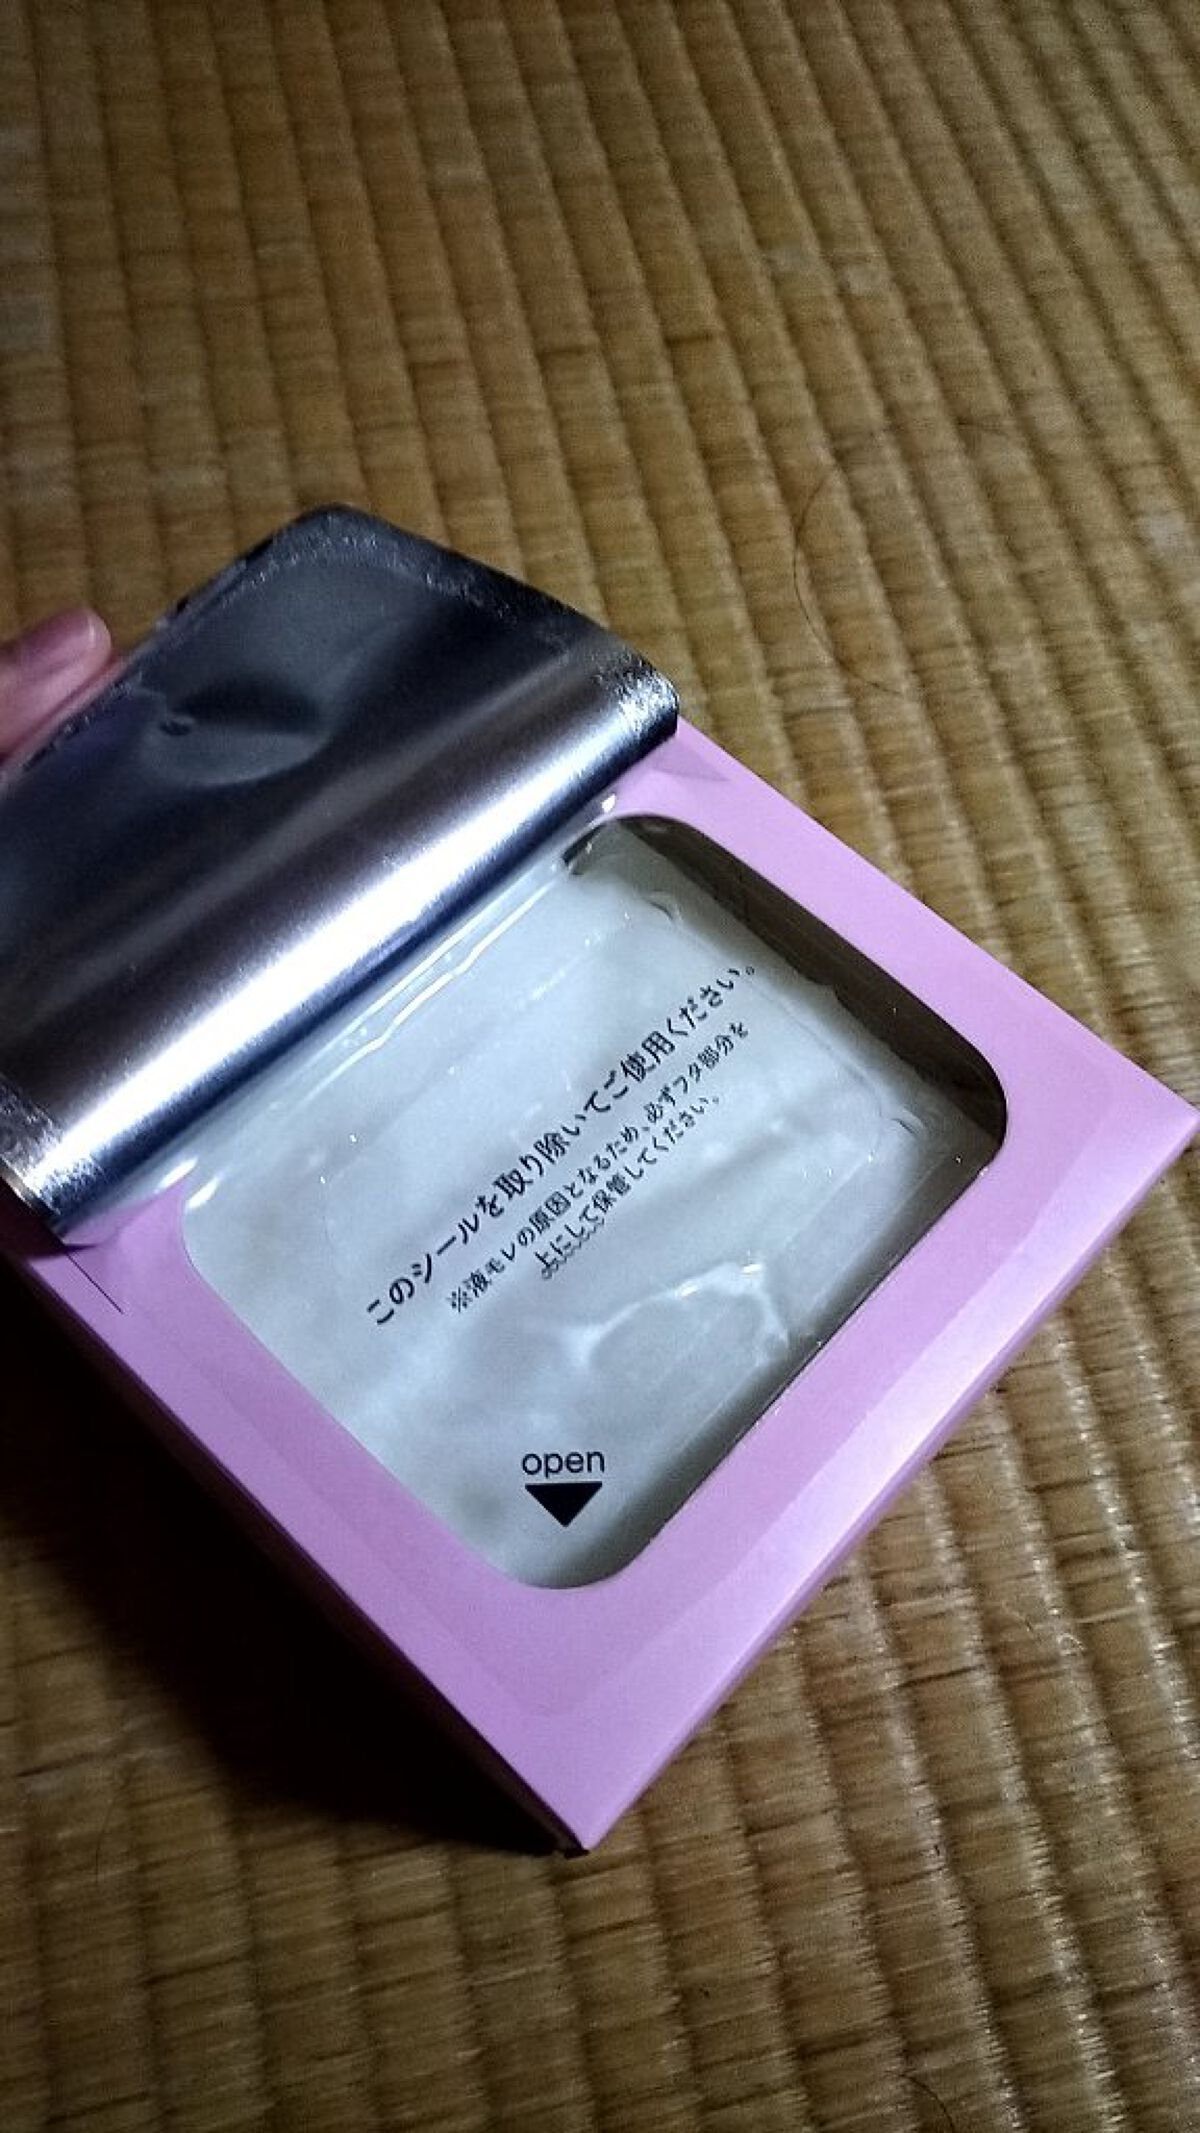 このシールを取り除いてご使用ください。
※液モレの原因となるため、必ずフタ部分を
上にして保管してください。
open